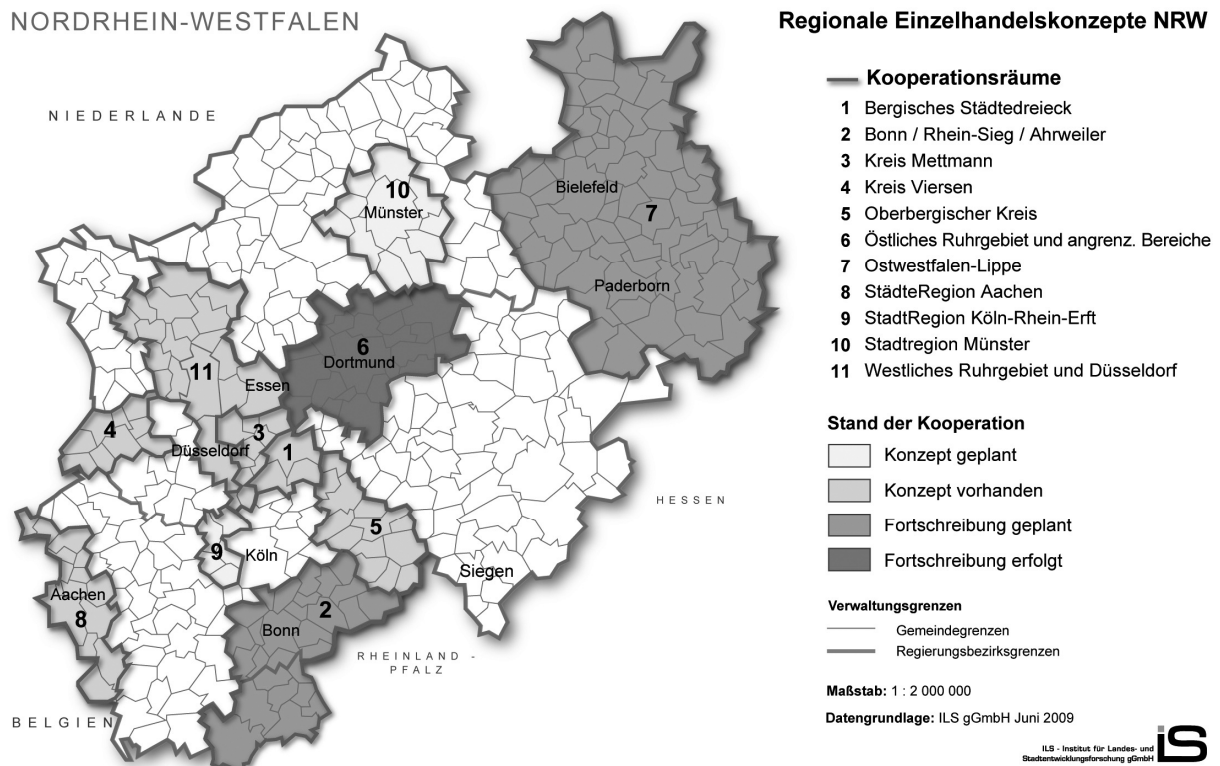 NORDRHEIN-WESTFALEN
Regionale Einzelhandelskonzepte NRW
NIEDERLANDE
Kooperationsräume
1 Bergisches Städtedreieck
2 Bonn / Rhein-Sieg / Ahrweiler
3 Kreis Mettmann
4 Kreis Viersen
5 Oberbergischer Kreis
6 Östliches Ruhrgebiet und angrenz. Bereiche
7 Ostwestfalen-Lippe
8 StädteRegion Aachen
9 StadtRegion Köln-Rhein-Erft
10 Stadtregion Münster
11 Westliches Ruhrgebiet und Düsseldorf
Stand der Kooperation
Konzept geplant
Konzept vorhanden
Fortschreibung geplant
Fortschreibung erfolgt
Verwaltungsgrenzen
Gemeindegrenzen
Regierungsbezirksgrenzen
Maßstab: 1 : 2 000 000
Datengrundlage: ILS gGmbH Juni 2009
ILS - Institut für Landes- und
Stadtentwicklungsforschung gGmbH
iLS
10
Münster
Bielefeld
7
Paderborn
6
Dortmund
11
Essen
4
3
Düsseldorf
1
5
9
Köln
HESSEN
Siegen
Aachen
8
2
Bonn
RHEINLAND -
PFALZ
BELGIEN